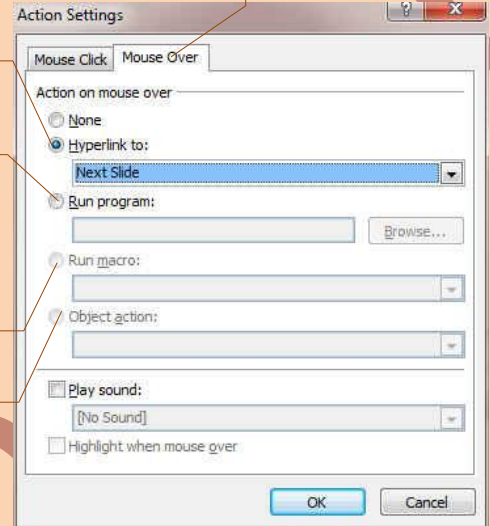 Action Settings
Mouse Click Mouse Over
Action on mouse over
None
Hyperlink to:
Next Slide
Run program:
Browse...
Run macro:
Object action:
Play sound:
[No Sound]
Highlight when mouse over
OK Cancel